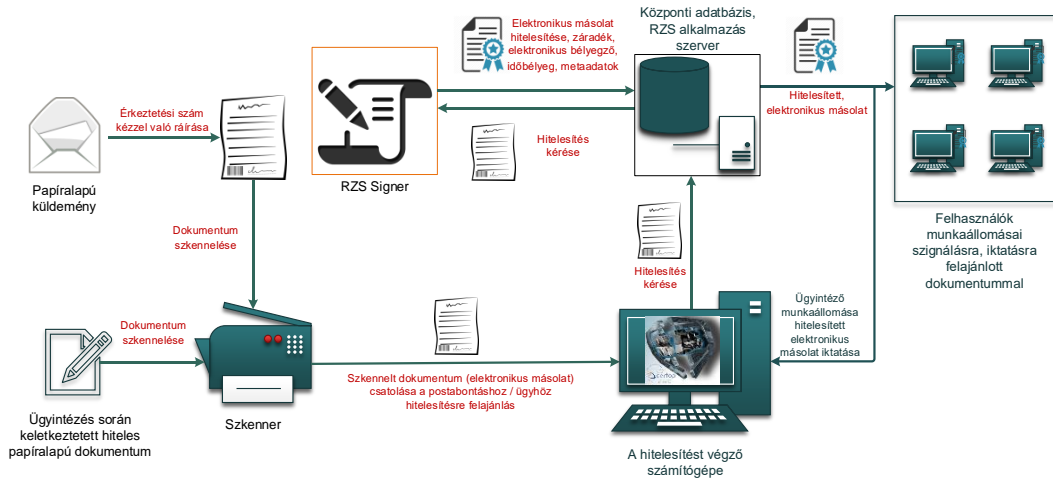 Elektronikus másolat
hitelesítése, záradék,
elektronikus bélyegző,
időbélyeg, metaadatok
Központi adatbázis,
RZS alkalmazás
szerver
Érkeztetési szám
kézzel való ráírása
Hitelesítés
kérése
Hitelesített,
elektronikus másolat
Papíralapú
küldemény
RZS Signer
Dokumentum
szkennelése
Hitelesítés
kérése
Felhasználók
munkaállomásai
szignálásra, iktatásra
felajánlott
dokumentummal
Dokumentum
szkennelése
Ügyintéző
munkaállomása
hitelesített
elektronikus
másolat iktatása
Szkennelt dokumentum (elektronikus másolat)
csatolása a postabontáshoz / ügyhöz
hitelesítésre felajánlás
Ügyintézés során
keletkeztetett hiteles
papíralapú dokumentum
Szkenner
A hitelesítést végző
számítógépe